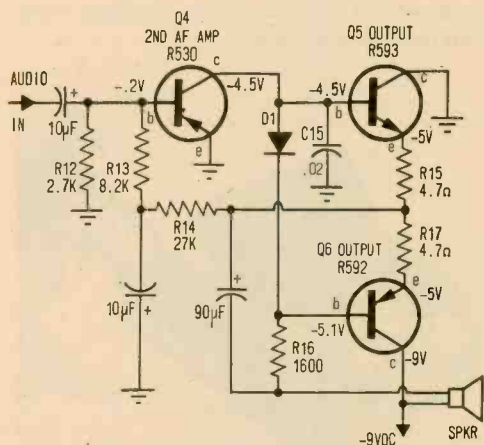 Q4
2ND AF AMP
R530
Q5 OUTPUT
R593
AUDIO
IN
10µF
+
-.2V
b
c
e
-4.5V
-4.5V
b
c
e
-5V
D1
C15
.02
R12
2.7K
R13
8.2K
R15
4.7Ω
R14
27K
R17
4.7Ω
Q6 OUTPUT
R592
10µF
+
90µF
+
b
-5.1V
e
-5V
c
-9V
R16
1600
-9VDC
SPKR